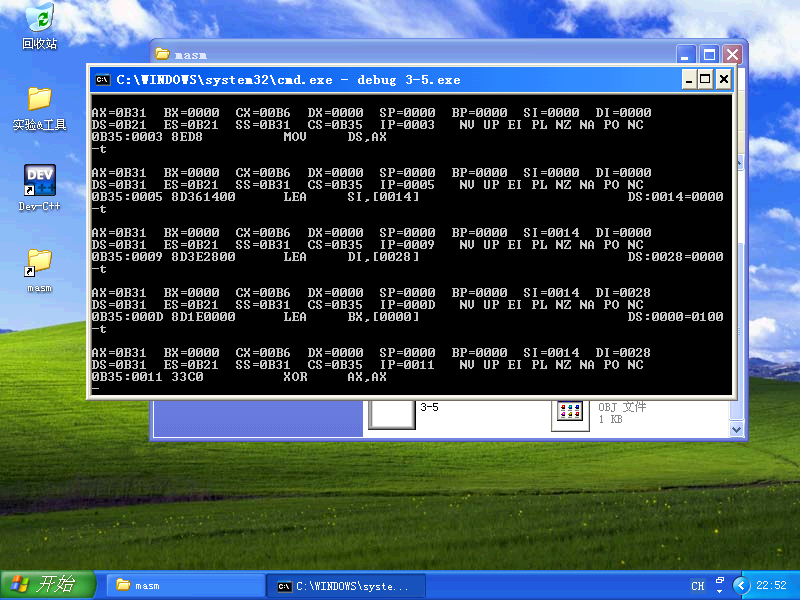 回收站
实验&工具
DEV
C++
Dev-C++
masm
masm
C:\WINDOWS\system32\cmd.exe - debug 3-5.exe
AX=0B31 BX=0000 CX=00B6 DX=0000 SP=0000 BP=0000 SI=0000 DI=0000
DS=0B21 ES=0B21 SS=0B31 CS=0B35 IP=0003 NV UP EI PL NZ NA PO NC
0B35:0003 8ED8 MOV DS,AX
-t
AX=0B31 BX=0000 CX=00B6 DX=0000 SP=0000 BP=0000 SI=0000 DI=0000
DS=0B31 ES=0B21 SS=0B31 CS=0B35 IP=0005 NV UP EI PL NZ NA PO NC
0B35:0005 8D361400 LEA SI,[0014] DS:0014=0000
-t
AX=0B31 BX=0000 CX=00B6 DX=0000 SP=0000 BP=0000 SI=0014 DI=0000
DS=0B31 ES=0B21 SS=0B31 CS=0B35 IP=0009 NV UP EI PL NZ NA PO NC
0B35:0009 8D3E2800 LEA DI,[0028] DS:0028=0000
-t
AX=0B31 BX=0000 CX=00B6 DX=0000 SP=0000 BP=0000 SI=0014 DI=0028
DS=0B31 ES=0B21 SS=0B31 CS=0B35 IP=000D NV UP EI PL NZ NA PO NC
0B35:000D 8D1E0000 LEA BX,[0000] DS:0000=0100
-t
AX=0B31 BX=0000 CX=00B6 DX=0000 SP=0000 BP=0000 SI=0014 DI=0028
DS=0B31 ES=0B21 SS=0B31 CS=0B35 IP=0011 NV UP EI PL NZ NA PO NC
0B35:0011 33C0 XOR AX,AX
-
3-5
OBJ 文件
1 KB
开始
masm
C:\WINDOWS\syste...
CH
22:52